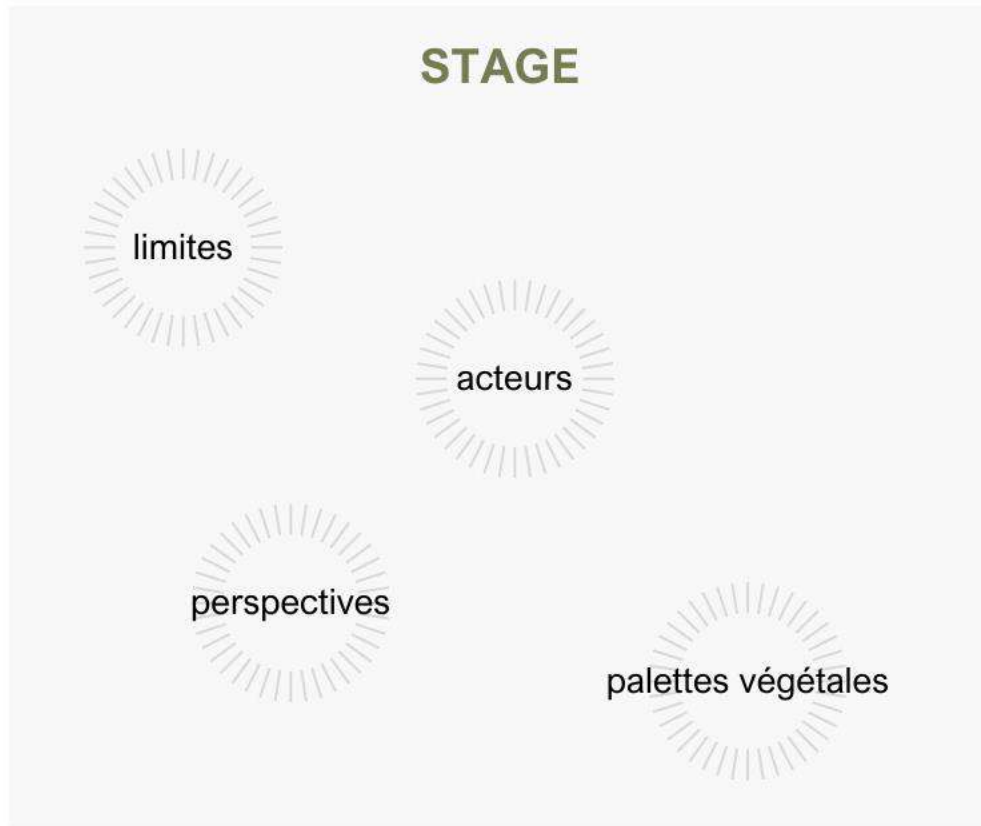 STAGE
limites
acteurs
perspectives
palettes végétales